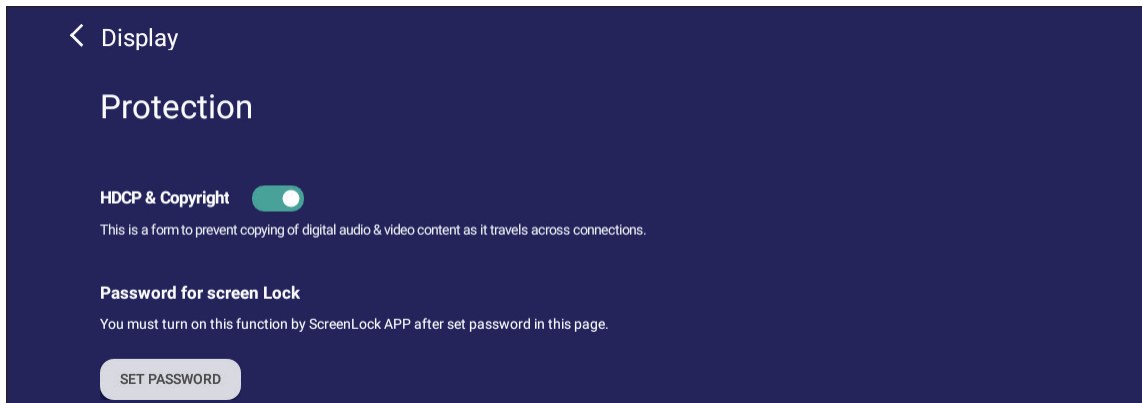 Display
Protection
HDCP & Copyright
This is a form to prevent copying of digital audio & video content as it travels across connections.
Password for screen Lock
You must turn on this function by ScreenLock APP after set password in this page.
SET PASSWORD